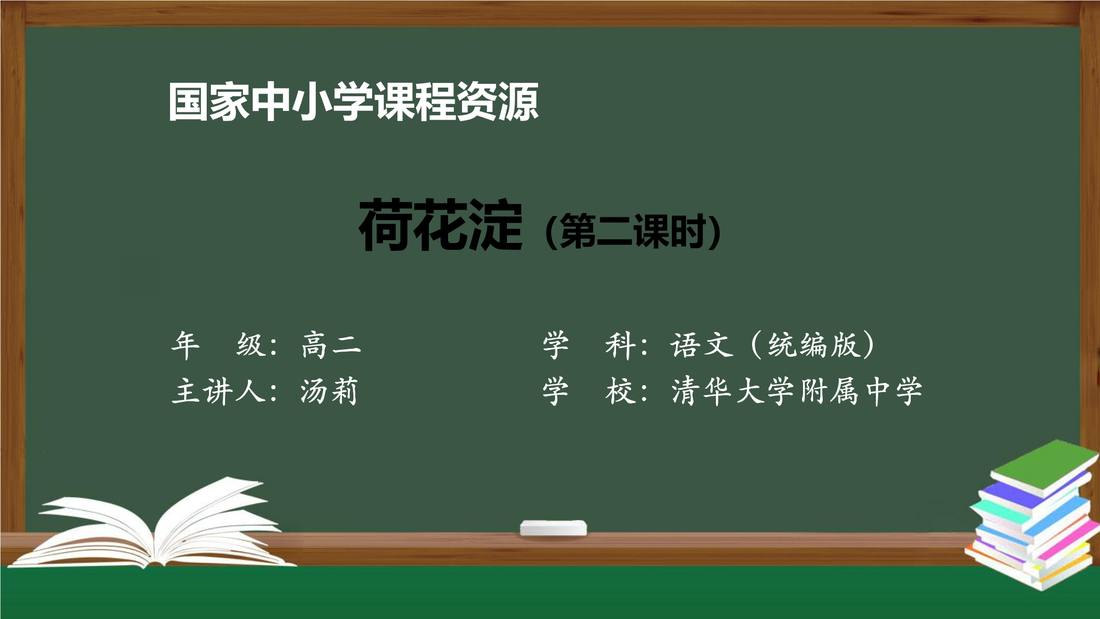 国家中小学课程资源
荷花淀（第二课时）
年 级：高二 学 科：语文（统编版）
主讲人：汤莉 学 校：清华大学附属中学